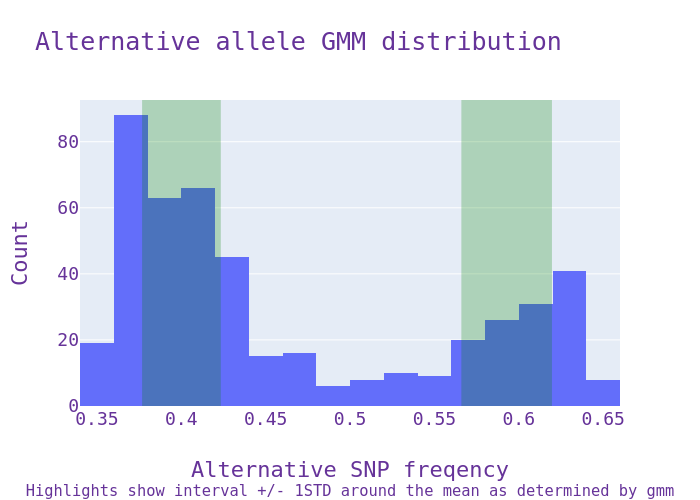 Alternative allele GMM distribution
80
60
40
20
0
Count
0.35 0.4 0.45 0.5 0.55 0.6 0.65
Alternative SNP freqency
Highlights show interval +/- 1STD around the mean as determined by gmm